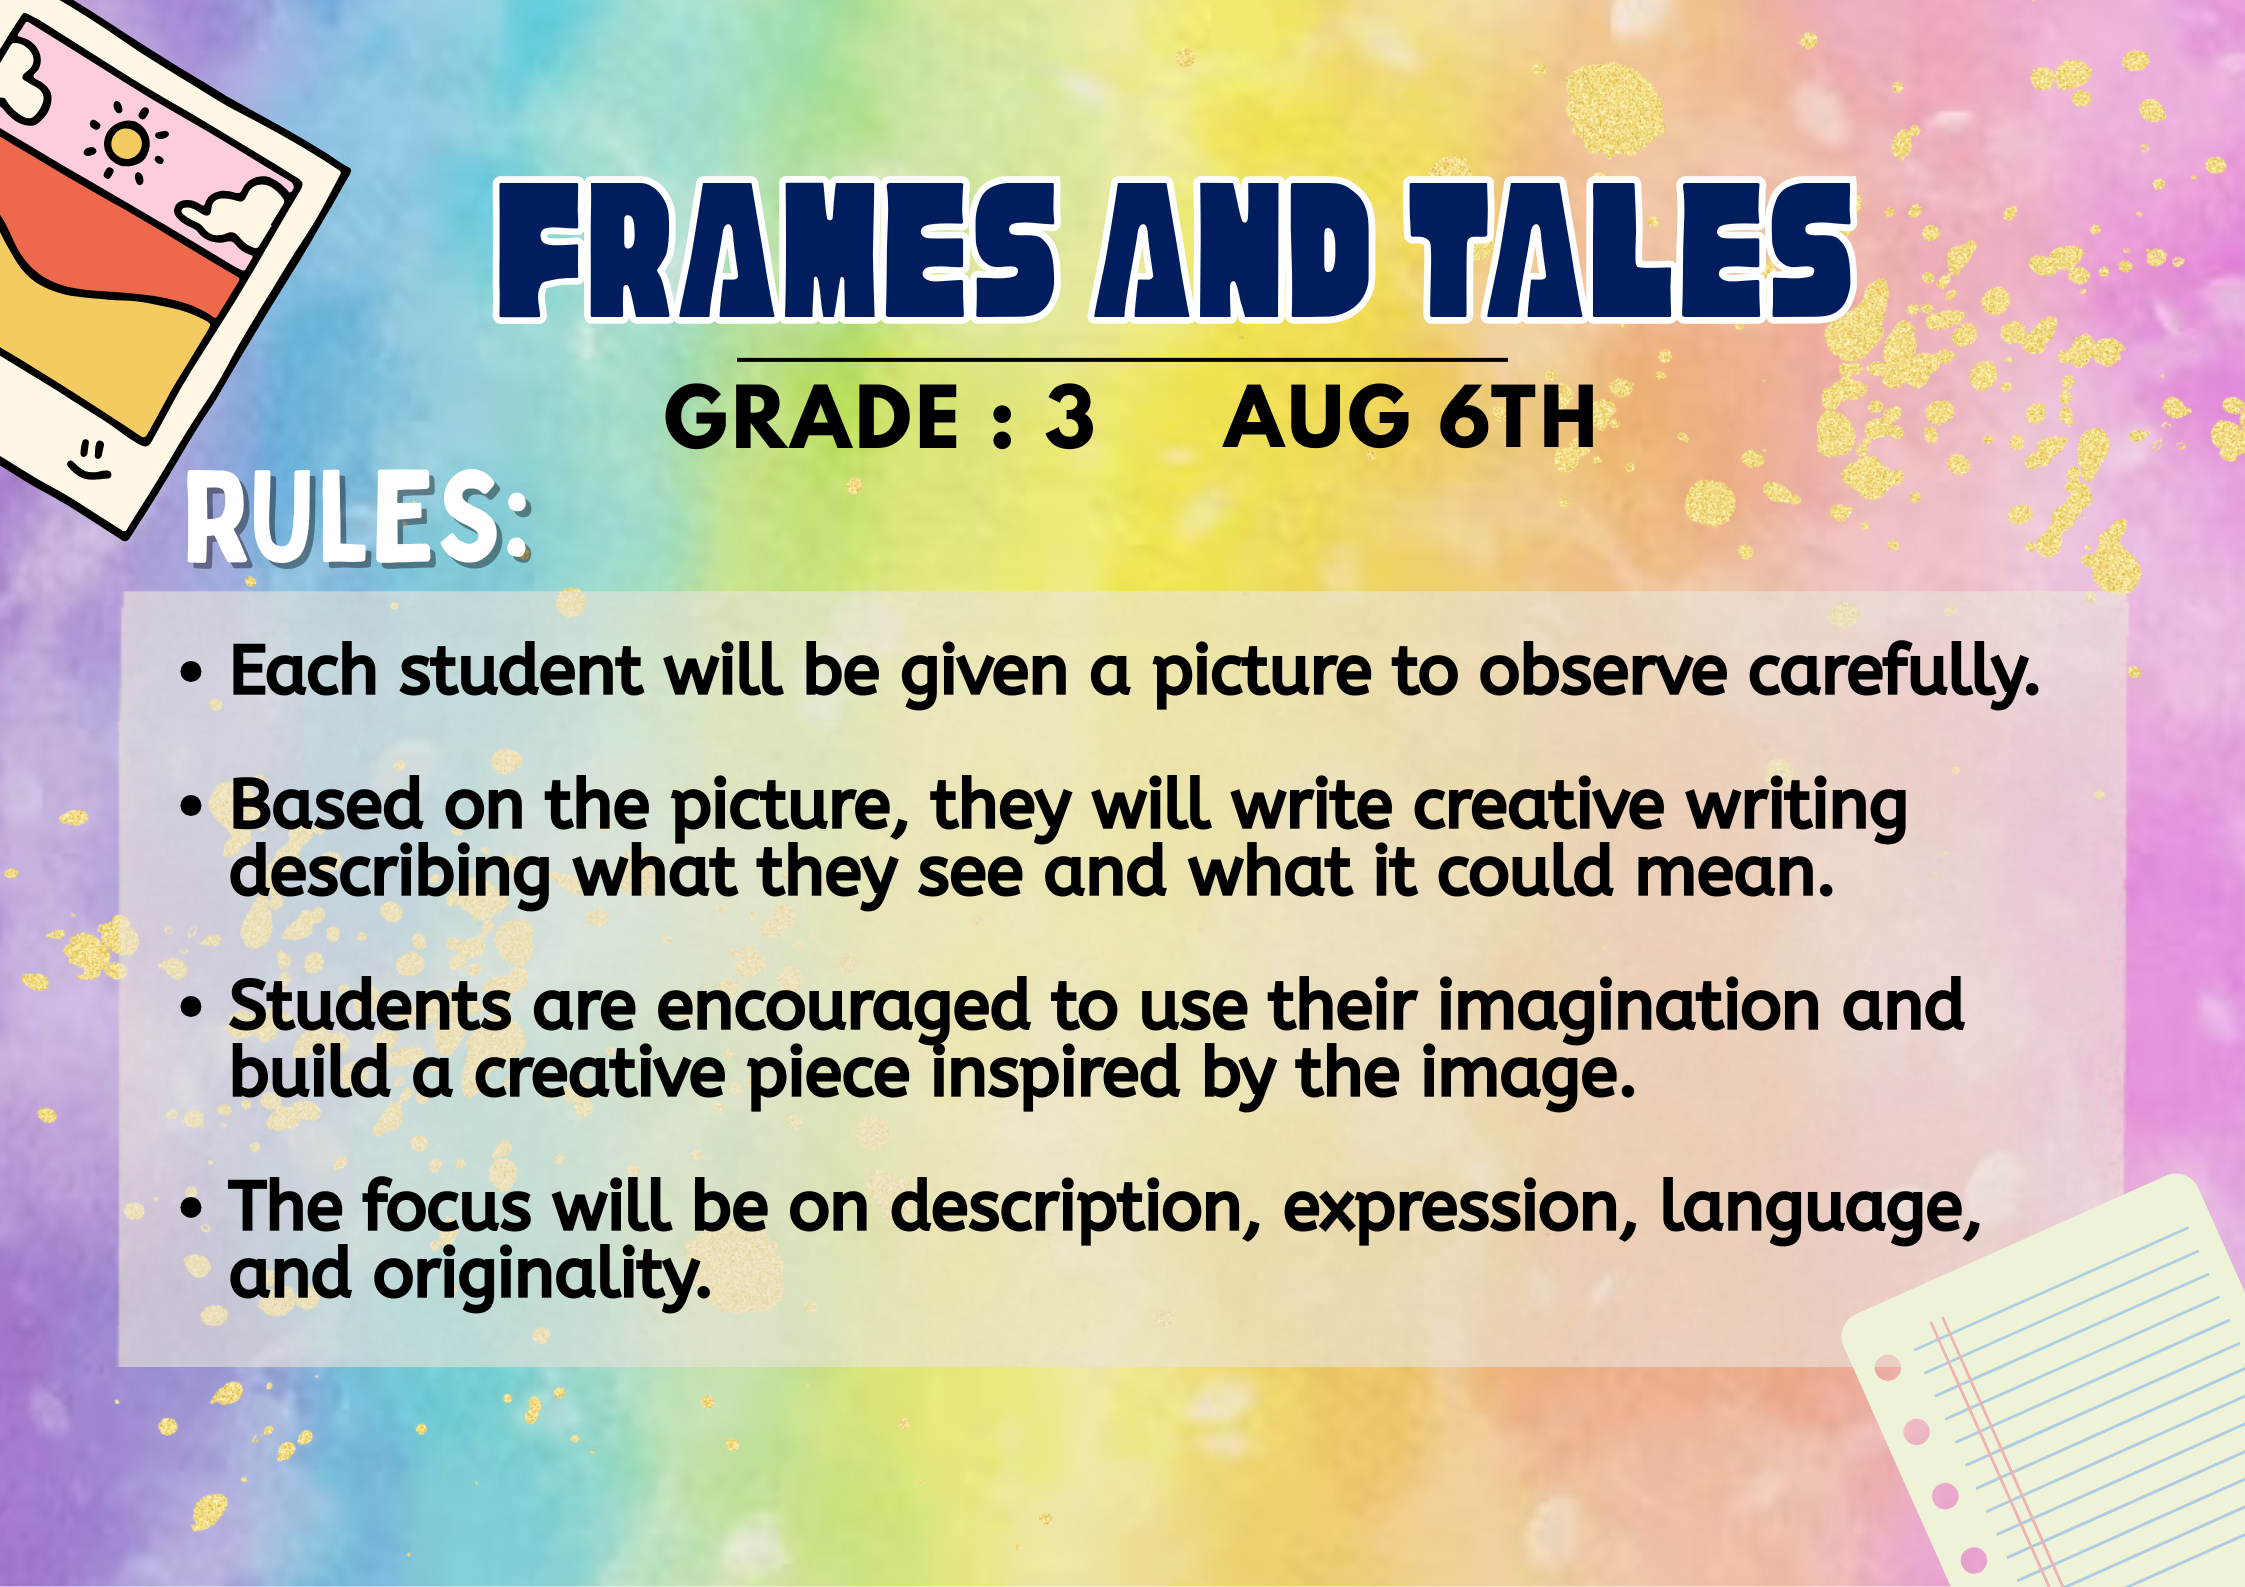 FRAMES AND TALES
GRADE : 3 AUG 6TH
RULES:
• Each student will be given a picture to observe carefully.
• Based on the picture, they will write creative writing
describing what they see and what it could mean.
• Students are encouraged to use their imagination and
build a creative piece inspired by the image.
• The focus will be on description, expression, language,
and originality.